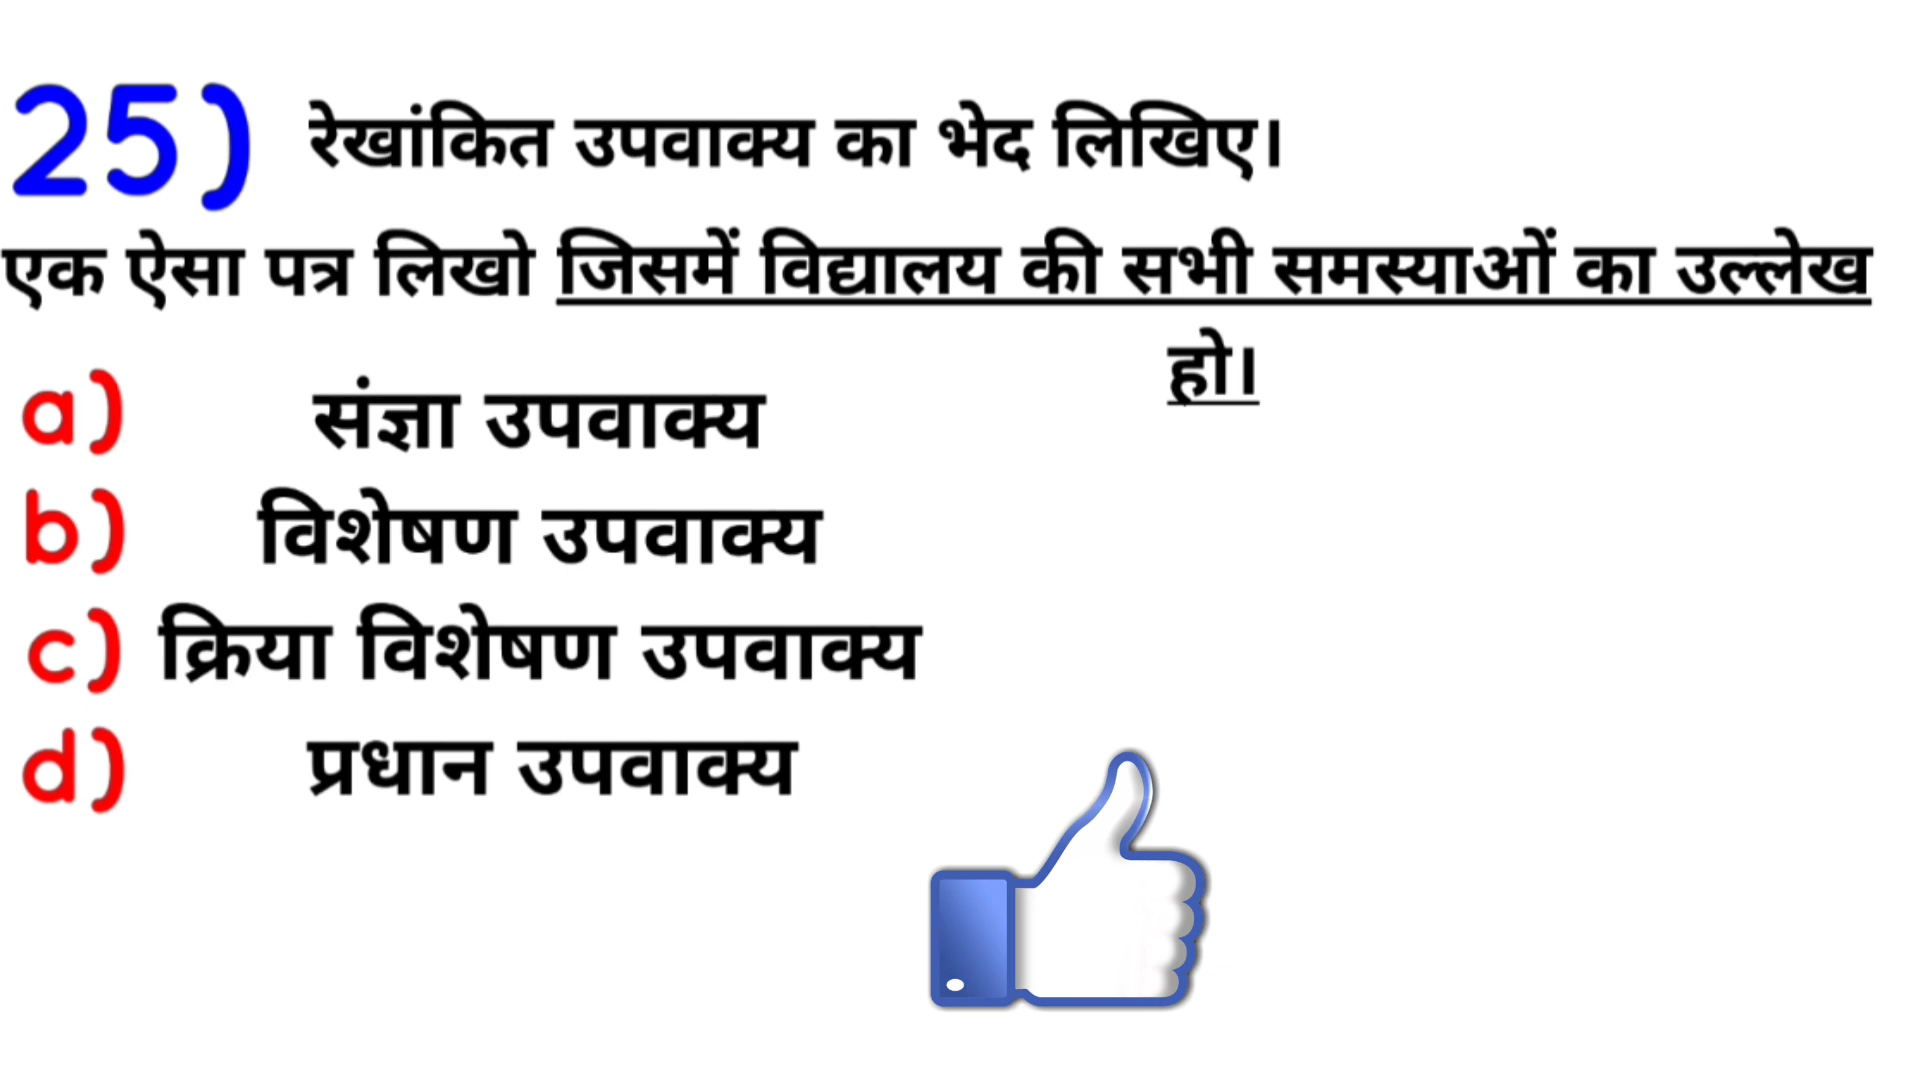 25) रेखांकित उपवाक्य का भेद लिखिए।
एक ऐसा पत्र लिखो जिसमें विद्यालय की सभी समस्याओं का उल्लेख
हो।
a) संज्ञा उपवाक्य
b) विशेषण उपवाक्य
c) क्रिया विशेषण उपवाक्य
d) प्रधान उपवाक्य